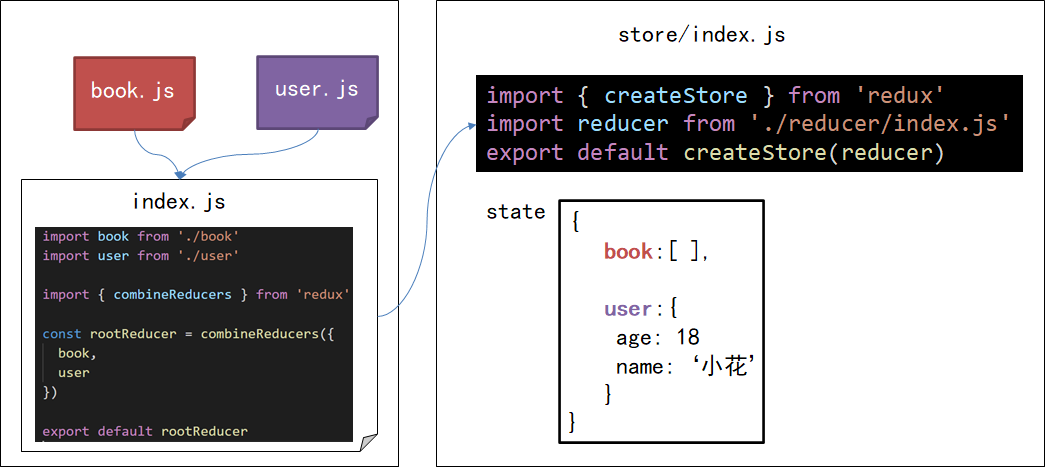 book.js
user.js
index.js
import book from './book'
import user from './user'
import { combineReducers } from 'redux'
const rootReducer = combineReducers({
book,
user
})
export default rootReducer
store/index.js
import { createStore } from 'redux'
import reducer from './reducer/index.js'
export default createStore(reducer)
state
{
book:[ ],
user:{
age: 18
name: ‘小花’
}
}